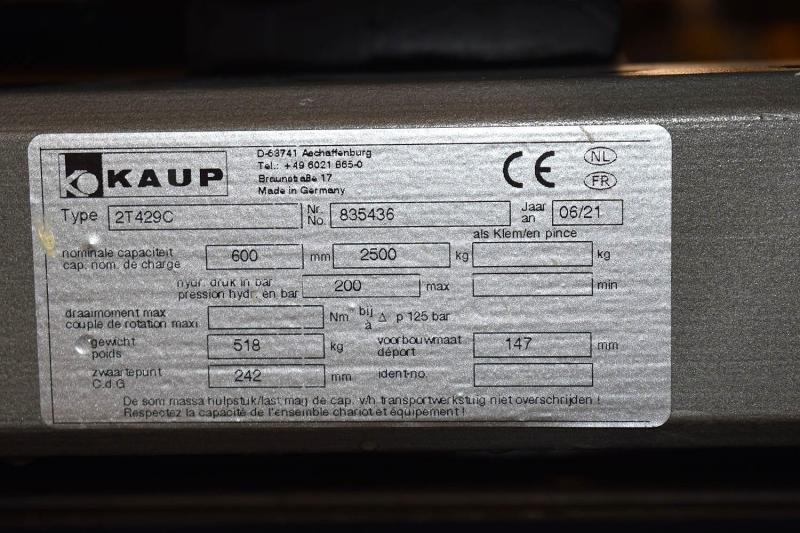 KAUP
D-63741 Aschaffenburg
Tel.: +49 6021 865-0
Braunstraße 17
Made in Germany
CE
NL
FR
Type 2T429C Nr. No. 835436 Jaar an 06/21
als Klem/en pince
nominale capaciteit
cap. nom. de charge 600 mm 2500 kg kg
hydr. druk in bar
pression hydr. en bar 200 max min
draaimoment max
couple de rotation maxi Nm bij à Δ p 125 bar
gewicht
poids 518 kg voorbouwmaat
déport 147 mm
zwaartepunt
C.d.G 242 mm ident-no.
De som massa hulpstuk/last mag de cap. v/h transportwerkstuig niet overschrijden !
Respectez la capacité de l'ensemble chariot et équipement !